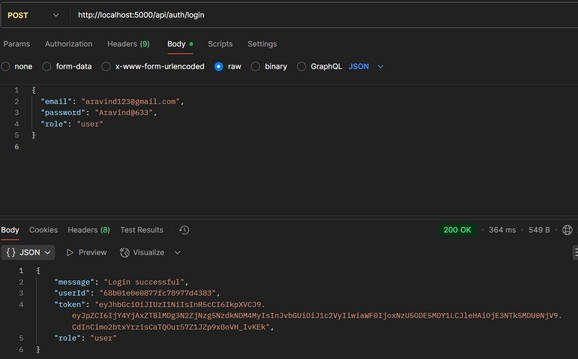 POST http://localhost:5000/api/auth/login
Params Authorization Headers (9) Body Scripts Settings
none form-data x-www-form-urlencoded raw binary GraphQL JSON
1 {
2 "email": "aravind123@gmail.com",
3 "password": "Aravind@633",
4 "role": "user"
5 }
6
Body Cookies Headers (8) Test Results 200 OK 364 ms 549 B
{} JSON Preview Visualize
1 {
2 "message": "Login successful",
3 "userId": "68b01e0e0877fc78977d4383",
4 "token": "eyJhbGciOiJIUzI1NiIsInR5cCI6IkpXVCJ9.
5 "role": "user"
6 }